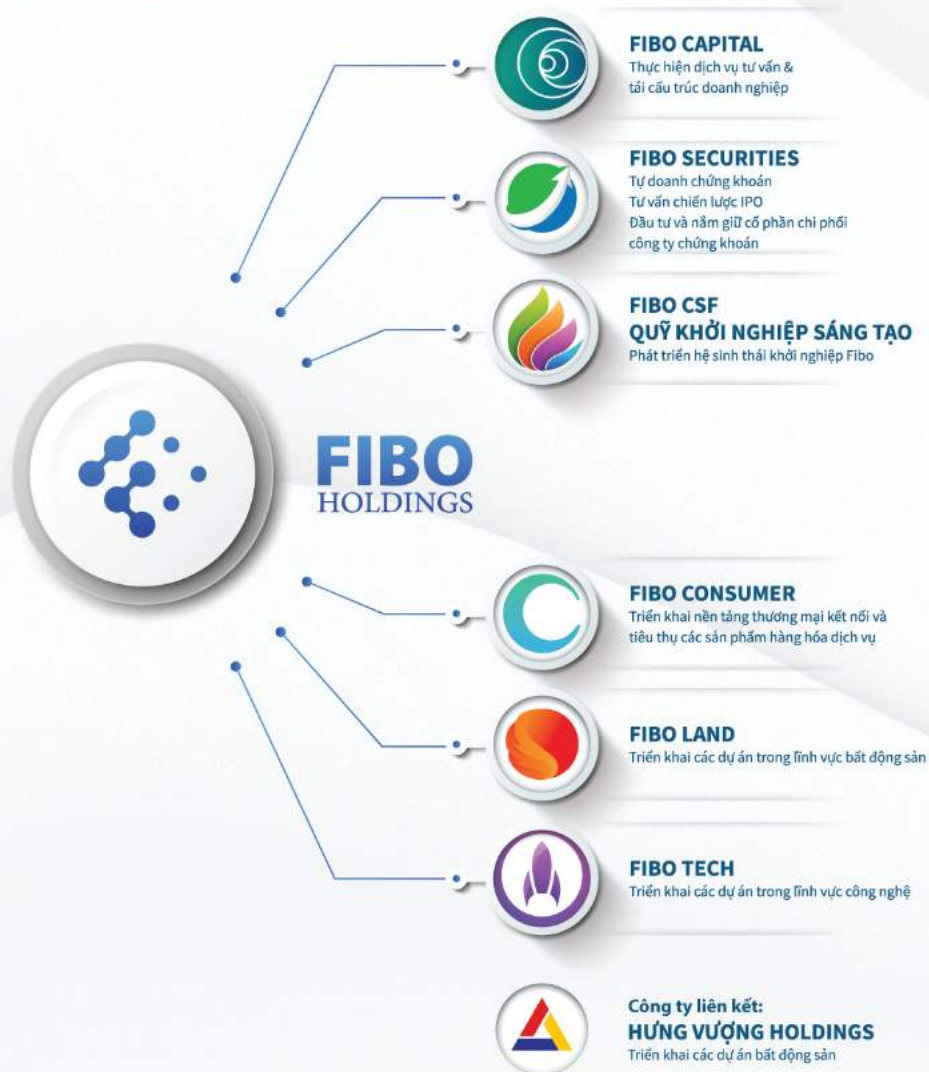 FIBO CAPITAL
Thực hiện dịch vụ tư vấn &
tái cấu trúc doanh nghiệp
FIBO SECURITIES
Tự doanh chứng khoán
Tư vấn chiến lược IPO
Đầu tư và nắm giữ cổ phần chi phối
công ty chứng khoán
FIBO CSF
QUỸ KHỞI NGHIỆP SÁNG TẠO
Phát triển hệ sinh thái khởi nghiệp Fibo
FIBO
HOLDINGS
FIBO CONSUMER
Triển khai nền tảng thương mại kết nối và
tiêu thụ các sản phẩm hàng hóa dịch vụ
FIBO LAND
Triển khai các dự án trong lĩnh vực bất động sản
FIBO TECH
Triển khai các dự án trong lĩnh vực công nghệ
Công ty liên kết:
HƯNG VƯỢNG HOLDINGS
Triển khai các dự án bất động sản